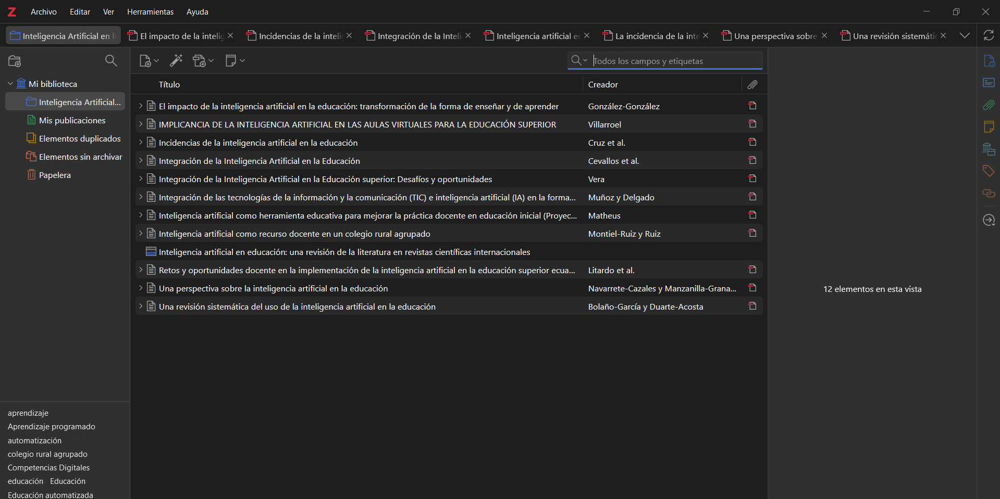 Z Archivo Editar Ver Herramientas Ayuda
Inteligencia Artificial en l El impacto de la intelig Incidencias de la inteli Integración de la Inteli Inteligencia artificial er La incidencia de la inte Una perspectiva sobre Una revisión sistemátic
Todos los campos y etiquetas
Mi biblioteca
Inteligencia Artificial...
Mis publicaciones
Elementos duplicados
Elementos sin archivar
Papelera
Título Creador
El impacto de la inteligencia artificial en la educación: transformación de la forma de enseñar y de aprender González-González
IMPLICANCIA DE LA INTELIGENCIA ARTIFICIAL EN LAS AULAS VIRTUALES PARA LA EDUCACIÓN SUPERIOR Villarroel
Incidencias de la inteligencia artificial en la educación Cruz et al.
Integración de la Inteligencia Artificial en la Educación Cevallos et al.
Integración de la Inteligencia Artificial en la Educación superior: Desafíos y oportunidades Vera
Integración de las tecnologías de la información y la comunicación (TIC) e inteligencia artificial (IA) en la forma... Muñoz y Delgado
Inteligencia artificial como herramienta educativa para mejorar la práctica docente en educación inicial (Proyec... Matheus
Inteligencia artificial como recurso docente en un colegio rural agrupado Montiel-Ruiz y Ruiz
Inteligencia artificial en educación: una revisión de la literatura en revistas científicas internacionales
Retos y oportunidades docente en la implementación de la inteligencia artificial en la educación superior ecua... Litardo et al.
Una perspectiva sobre la inteligencia artificial en la educación Navarrete-Cazales y Manzanilla-Grana...
Una revisión sistemática del uso de la inteligencia artificial en la educación Bolaño-García y Duarte-Acosta
12 elementos en esta vista
aprendizaje
Aprendizaje programado
automatización
colegio rural agrupado
Competencias Digitales
educación Educación
Educación automatizada